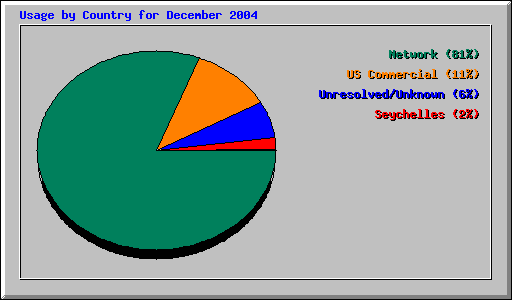 Usage by Country for December 2004
Network (81%)
US Commercial (11%)
Unresolved/Unknown (6%)
Seychelles (2%)